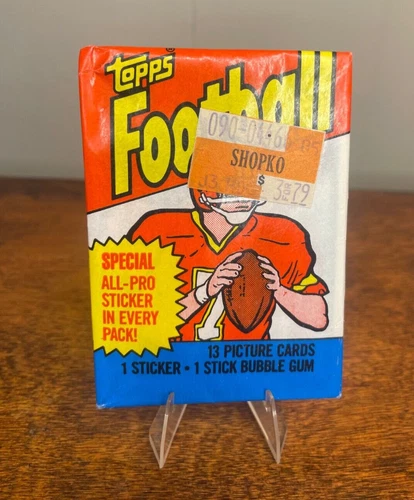 topps
Football
SHOPKO
$
SPECIAL
ALL-PRO
STICKER
IN EVERY
PACK!
7
13 PICTURE CARDS
1 STICKER • 1 STICK BUBBLE GUM